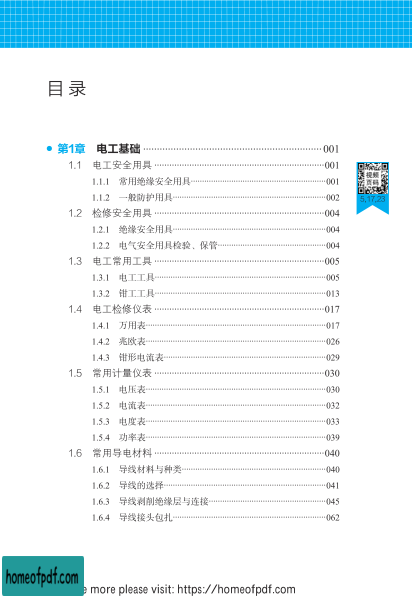 目录
第1章 电工基础 ··· 001
1.1 电工安全用具 ··· 001
1.1.1 常用绝缘安全用具 ··· 001
1.1.2 一般防护用具 ··· 002
1.2 检修安全用具 ··· 004
1.2.1 绝缘安全用具 ··· 004
1.2.2 电气安全用具检验、保管 ··· 004
1.3 电工常用工具 ··· 005
1.3.1 电工工具 ··· 005
1.3.2 钳工工具 ··· 013
1.4 电工检修仪表 ··· 017
1.4.1 万用表 ··· 017
1.4.2 兆欧表 ··· 026
1.4.3 钳形电流表 ··· 029
1.5 常用计量仪表 ··· 030
1.5.1 电压表 ··· 030
1.5.2 电流表 ··· 032
1.5.3 电度表 ··· 033
1.5.4 功率表 ··· 039
1.6 常用导电材料 ··· 040
1.6.1 导线材料与种类 ··· 040
1.6.2 导线的选择 ··· 041
1.6.3 导线剥削绝缘层与连接 ··· 045
1.6.4 导线接头包扎 ··· 062
视频
页码
5,17,28
homeofpdf.com
e more please visit: https://homeofpdf.com